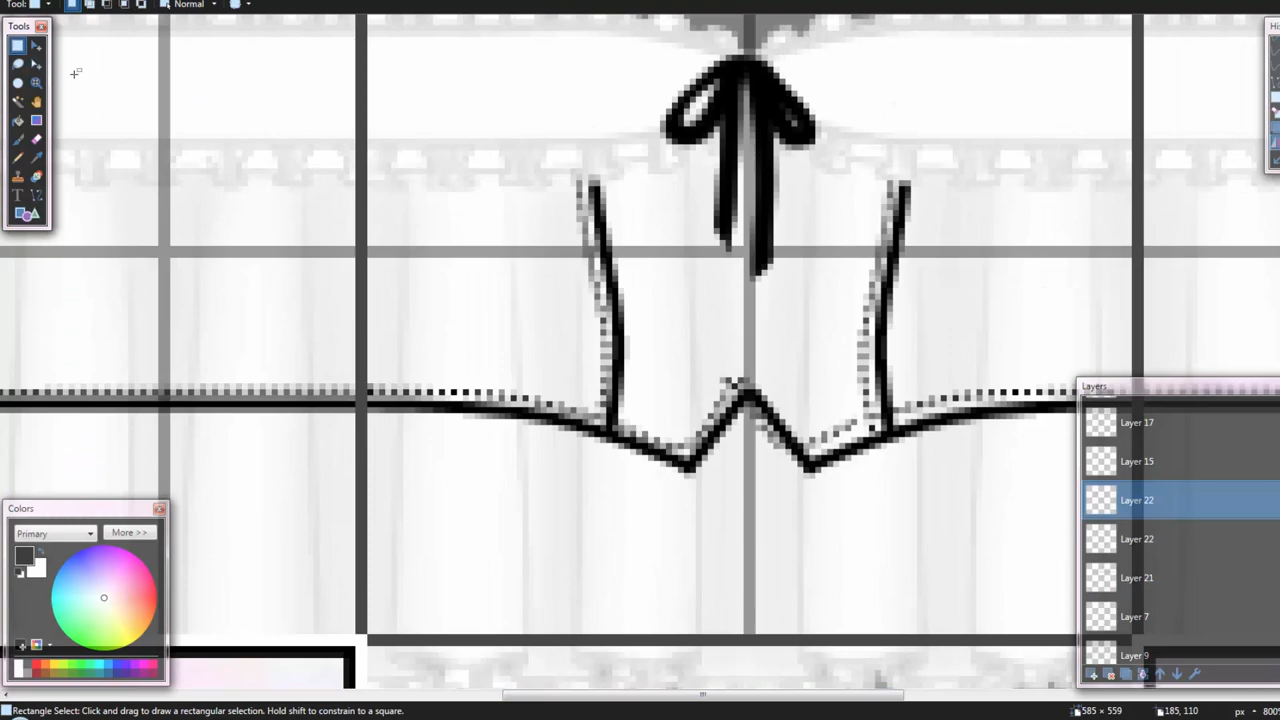 Tool:
Normal
Tools
Hi
T
Layers
Layer 17
Layer 15
Layer 22
Layer 22
Layer 21
Layer 7
Layer 9
Colors
Primary
More >>
Rectangle Select: Click and drag to draw a rectangular selection. Hold shift to constrain to a square.
585 × 559
185, 110
px
800%